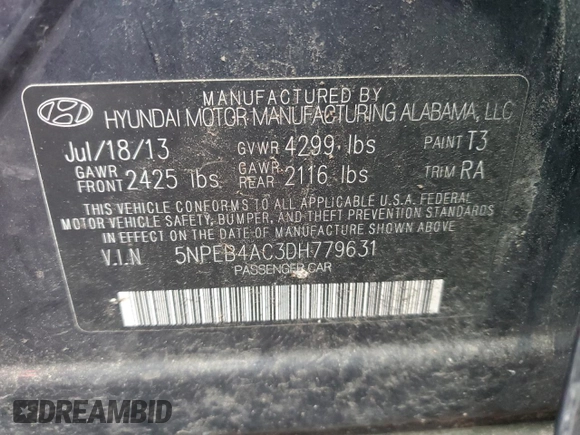 MANUFACTURED BY
HYUNDAI MOTOR MANUFACTURING ALABAMA, LLC
Jul/18/13 GVWR 4299 lbs PAINT T3
GAWR FRONT 2425 lbs GAWR REAR 2116 lbs TRIM RA
THIS VEHICLE CONFORMS TO ALL APPLICABLE U.S.A. FEDERAL
MOTOR VEHICLE SAFETY, BUMPER, AND THEFT PREVENTION STANDARDS
IN EFFECT ON THE DATE OF MANUFACTURE SHOWN ABOVE.
V.I.N 5NPEB4AC3DH779631
PASSENGER CAR
DREAMBID